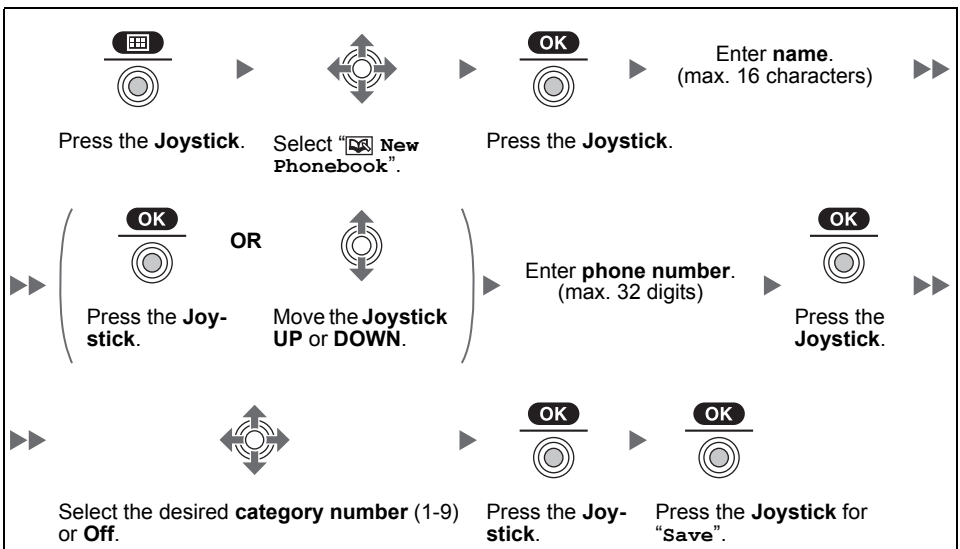 OK
Enter name.
(max. 16 characters)
Press the Joystick.
Select “ New
Phonebook”.
Press the Joystick.
OK
OR
OK
Enter phone number.
(max. 32 digits)
Press the Joy-
stick.
Move the Joystick
UP or DOWN.
Press the
Joystick.
OK
OK
Select the desired category number (1-9)
or Off.
Press the Joy-
stick.
Press the Joystick for
“Save”.